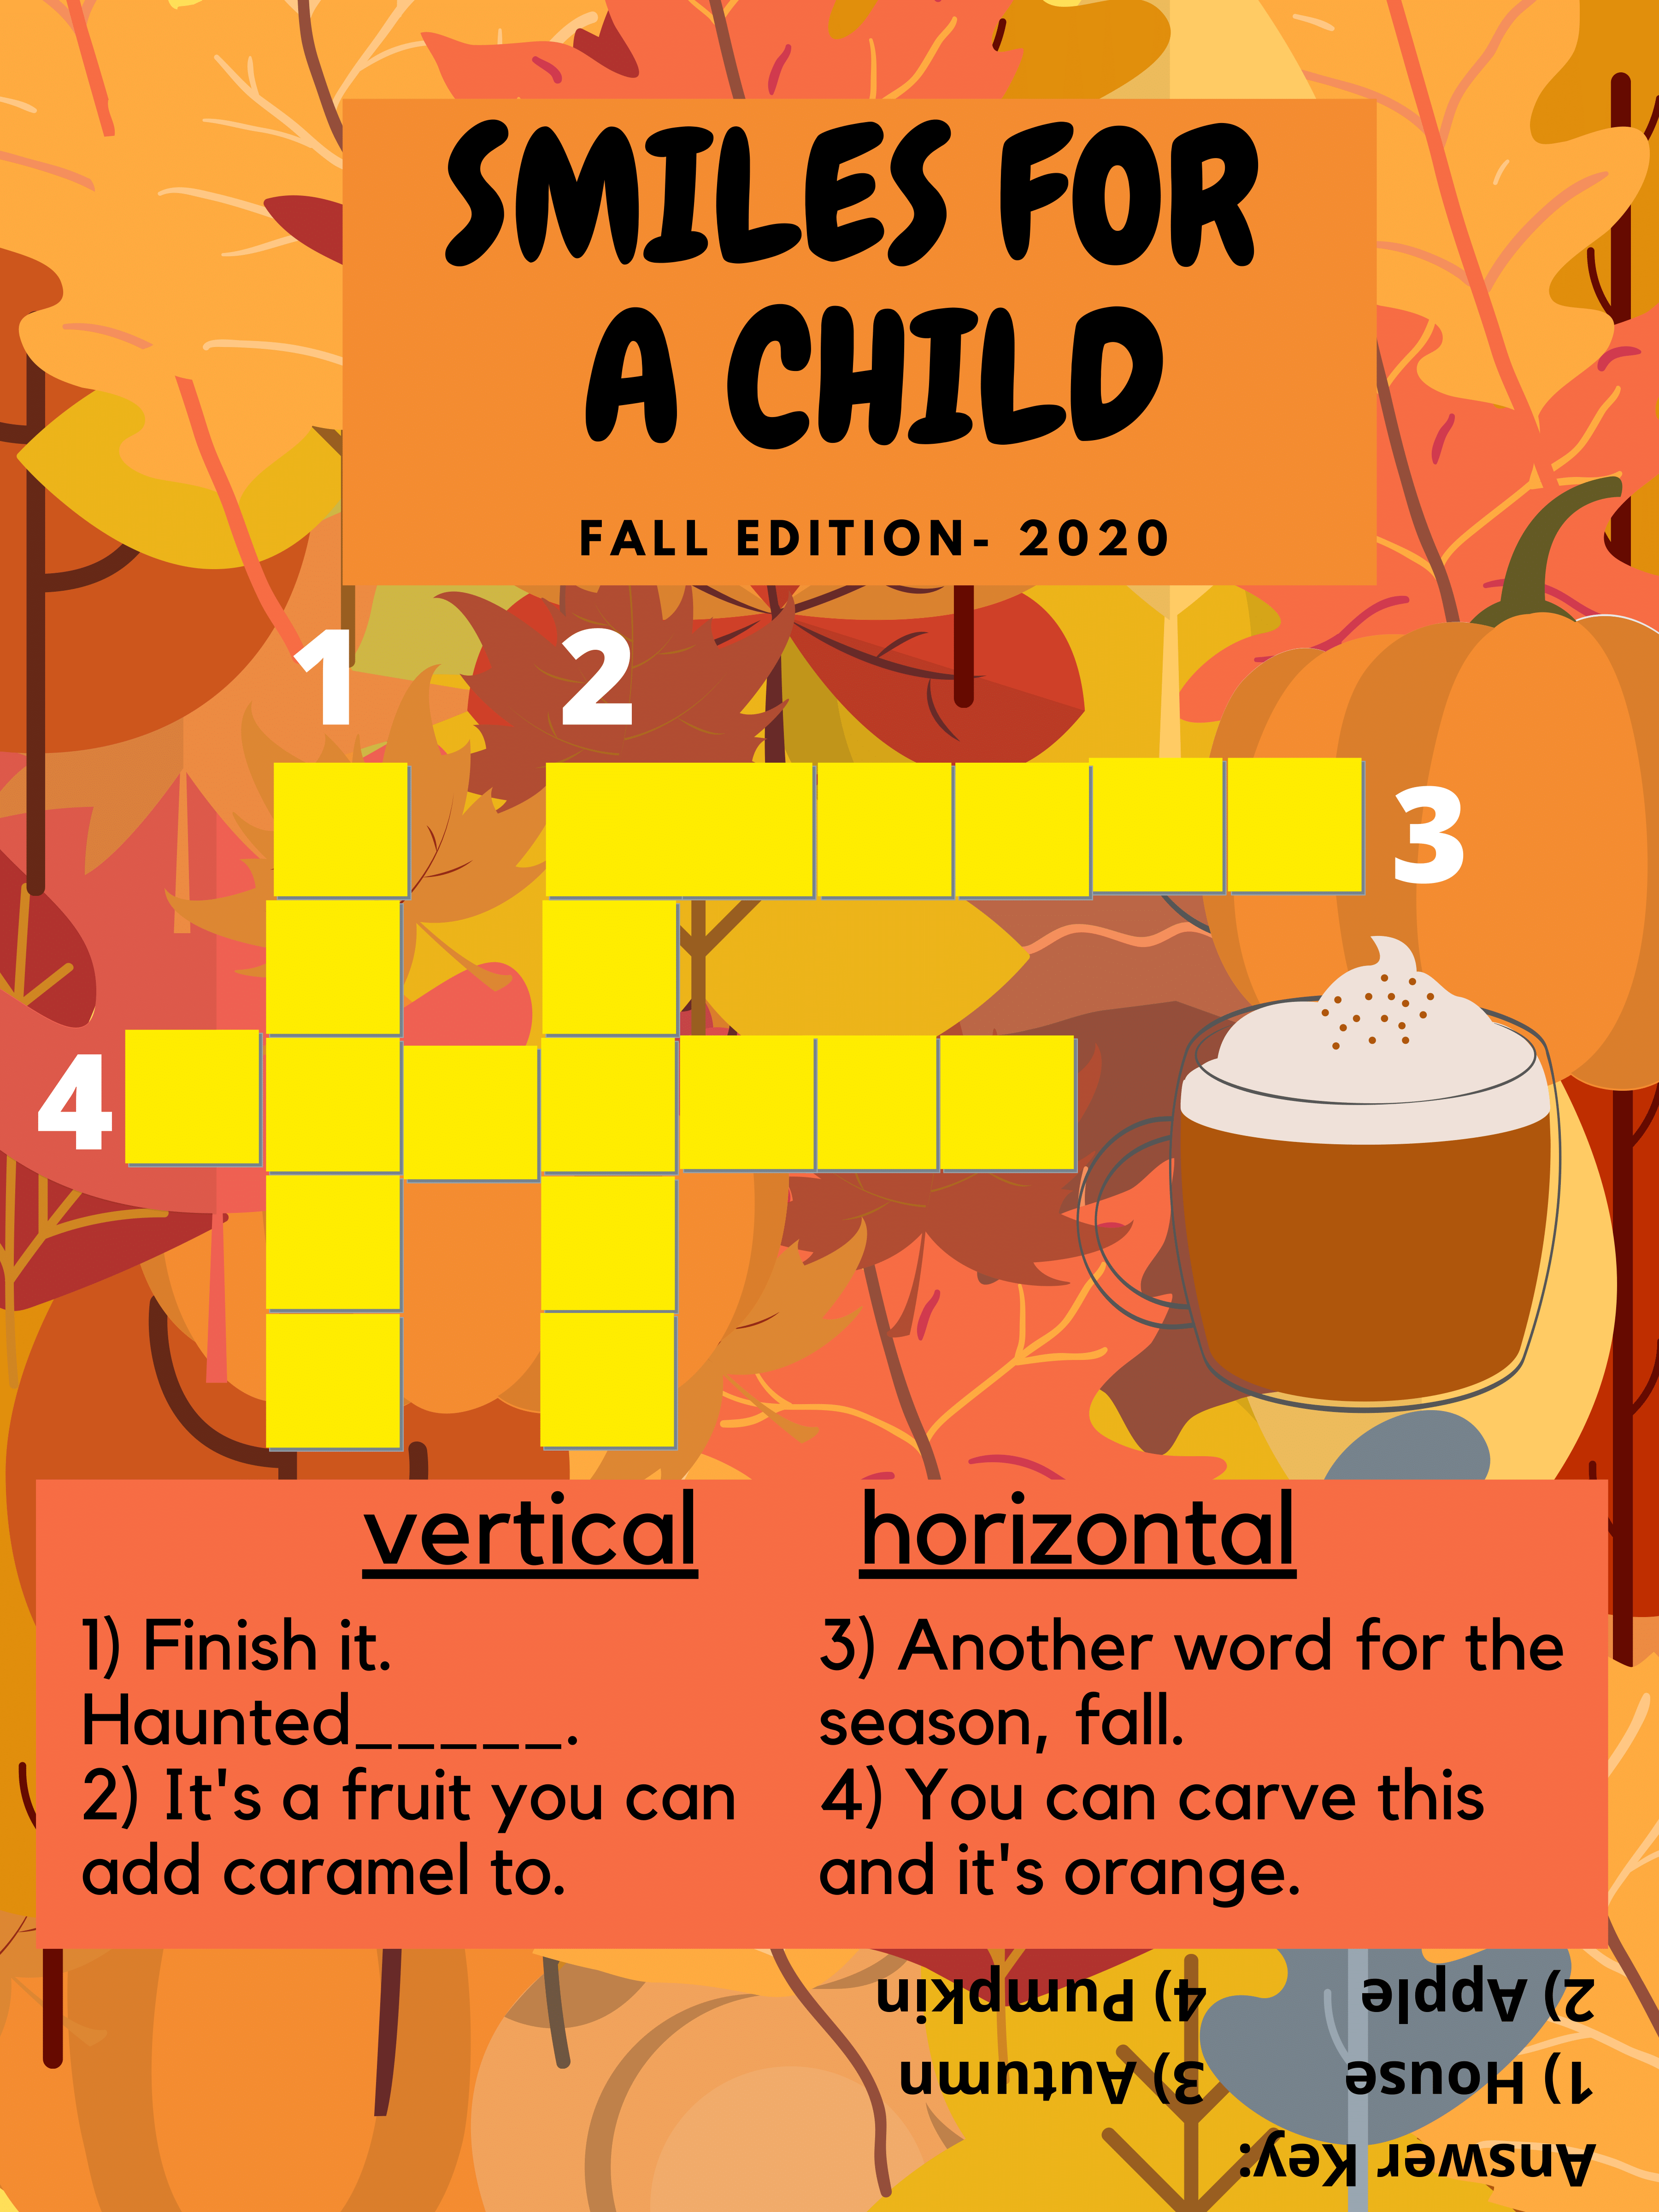 SMILES FOR
A CHILD
FALL EDITION- 2020
1 2
3
4
vertical
1) Finish it.
Haunted_____.
2) It's a fruit you can
add caramel to.
horizontal
3) Another word for the
season, fall.
4) You can carve this
and it's orange.
Answer Key:
1) House 3) Autumn
2) Apple 4) Pumpkin